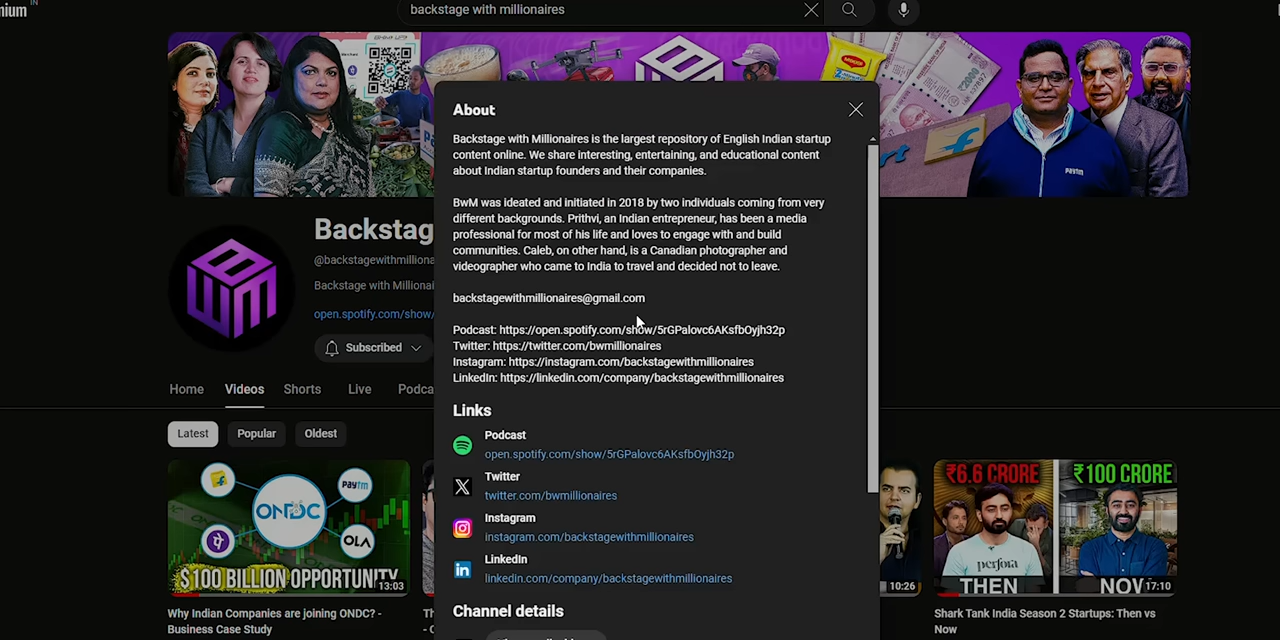 IN
backstage with millionaires
Paytm
About
Backstage with Millionaires is the largest repository of English Indian startup
content online. We share interesting, entertaining, and educational content
about Indian startup founders and their companies.
BwM was ideated and initiated in 2018 by two individuals coming from very
different backgrounds. Prithvi, an Indian entrepreneur, has been a media
professional for most of his life and loves to engage with and build
communities. Caleb, on other hand, is a Canadian photographer and
videographer who came to India to travel and decided not to leave.
backstagewithmillionaires@gmail.com
Podcast: https://open.spotify.com/show/5rGPalovc6AKsfbOyjh32p
Twitter: https://twitter.com/bwmillionaires
Instagram: https://instagram.com/backstagewithmillionaires
LinkedIn: https://linkedin.com/company/backstagewithmillionaires
Links
Podcast
open.spotify.com/show/5rGPalovc6AKsfbOyjh32p
Twitter
twitter.com/bwmillionaires
Instagram
instagram.com/backstagewithmillionaires
LinkedIn
linkedin.com/company/backstagewithmillionaires
Channel details
Backstag
@backstagewithmilliona
Backstage with Millionai
open.spotify.com/show/
Subscribed
Home Videos Shorts Live Podca
Latest Popular Oldest
paytm
ONDC
OLA
$100 BILLION OPPORTUNITY
13:03
Why Indian Companies are joining ONDC? -
Business Case Study
10:26
₹6.6 CRORE ₹100 CRORE
perfora
THEN NOW
17:10
Shark Tank India Season 2 Startups: Then vs
Now